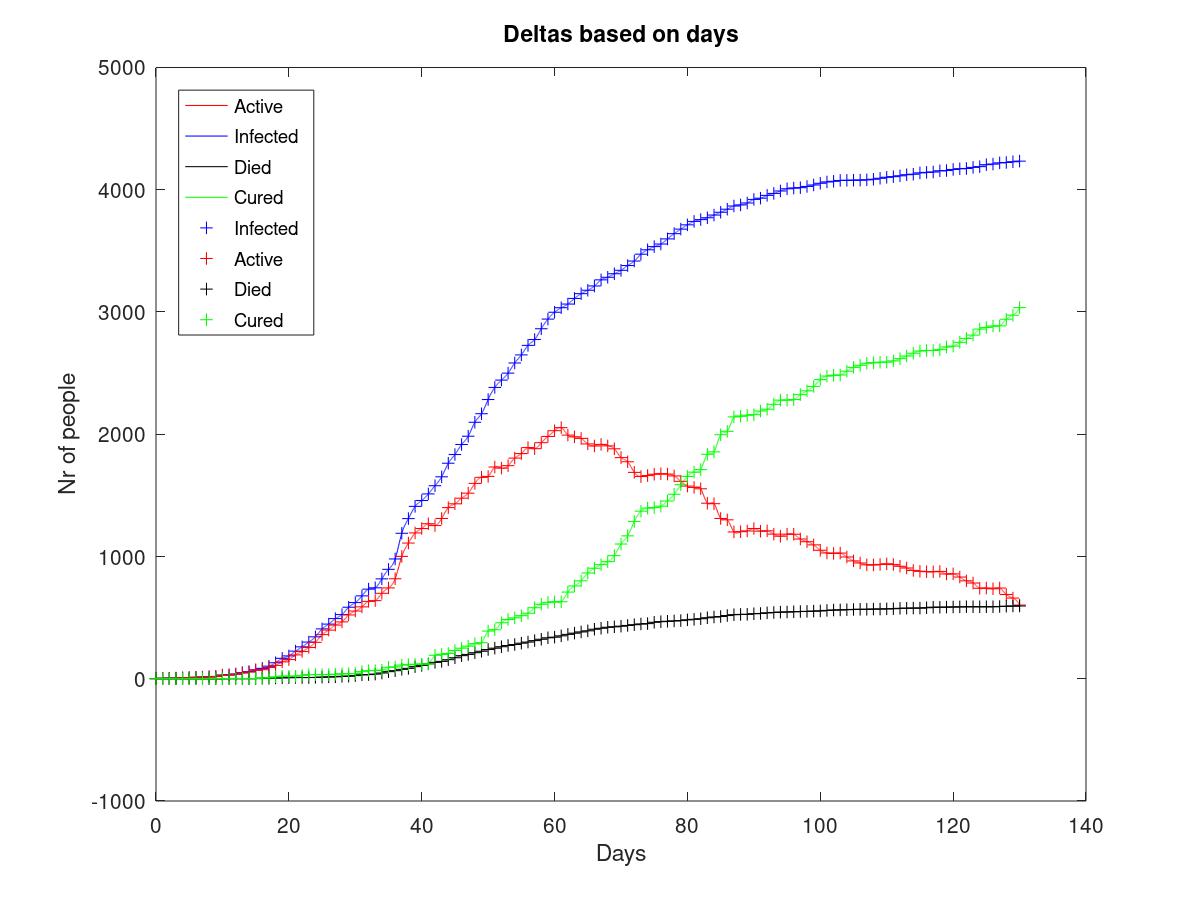 Deltas based on days
5000
4000
3000
2000
1000
0
-1000
Nr of people
Active
Infected
Died
Cured
Infected
Active
Died
Cured
0 20 40 60 80 100 120 140
Days